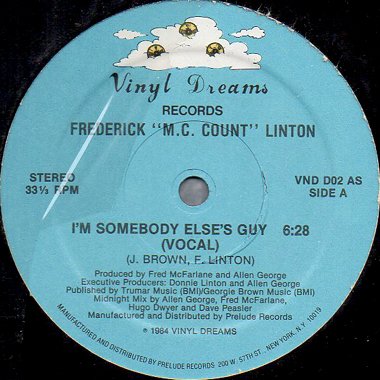 Vinyl Dreams
RECORDS
FREDERICK "M.C. COUNT" LINTON
STEREO
33⅓ RPM
VND D02 AS
SIDE A
I'M SOMEBODY ELSE'S GUY 6:28
(VOCAL)
(J. BROWN, F. LINTON)
Produced by Fred McFarlane and Allen George
Executive Producers: Donnie Linton and Allen George
Published by Trumar Music (BMI)/Georgie Brown Music (BMI)
Midnight Mix by Allen George, Fred McFarlane,
Hugo Dwyer and Dave Peasler
Manufactured and Distributed by Prelude Records
℗ 1984 VINYL DREAMS
MANUFACTURED AND DISTRIBUTED BY PRELUDE RECORDS 200 W. 57TH ST., NEW YORK, N.Y. 10019